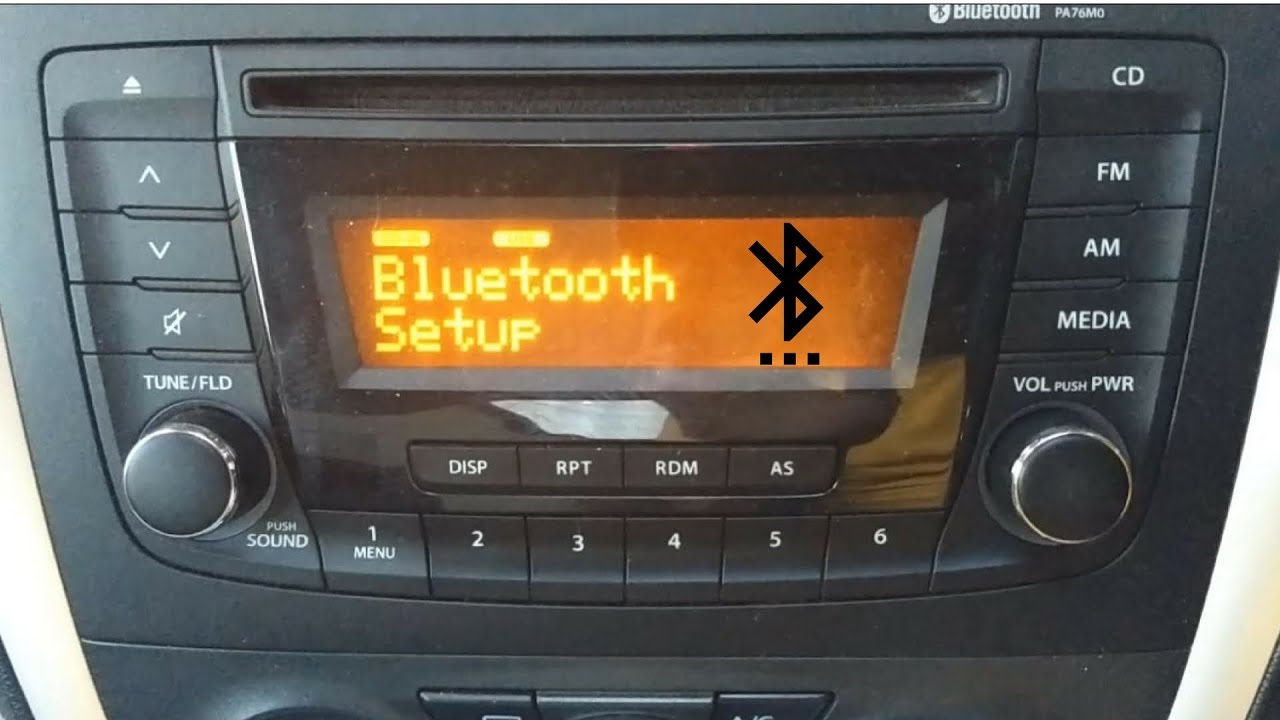 Bluetooth PA76M0
CD
FM
AM
MEDIA
Bluetooth
Setup
TUNE/FLD
VOL PUSH PWR
DISP RPT RDM AS
PUSH
SOUND
1 2 3 4 5 6
MENU
A/C